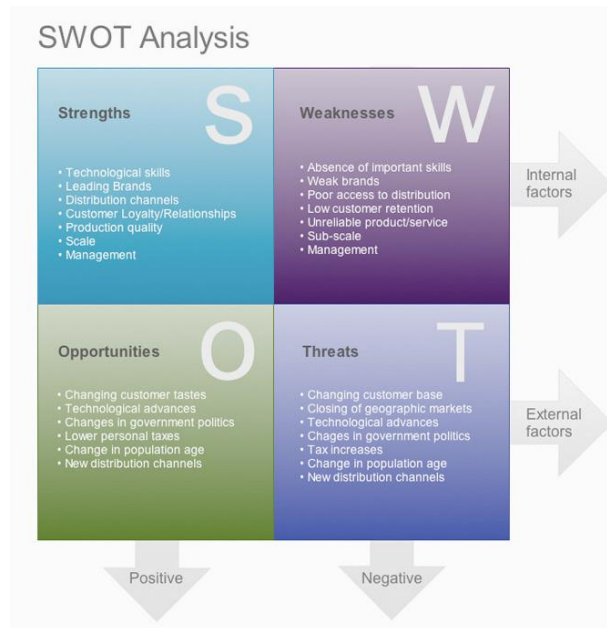 SWOT Analysis
S
Strengths
• Technological skills
• Leading Brands
• Distribution channels
• Customer Loyalty/Relationships
• Production quality
• Scale
• Management
W
Weaknesses
• Absence of important skills
• Weak brands
• Poor access to distribution
• Low customer retention
• Unreliable product/service
• Sub-scale
• Management
Internal
factors
O
Opportunities
• Changing customer tastes
• Technological advances
• Changes in government politics
• Lower personal taxes
• Change in population age
• New distribution channels
T
Threats
• Changing customer base
• Closing of geographic markets
• Technological advances
• Chages in government politics
• Tax increases
• Change in population age
• New distribution channels
External
factors
Positive
Negative